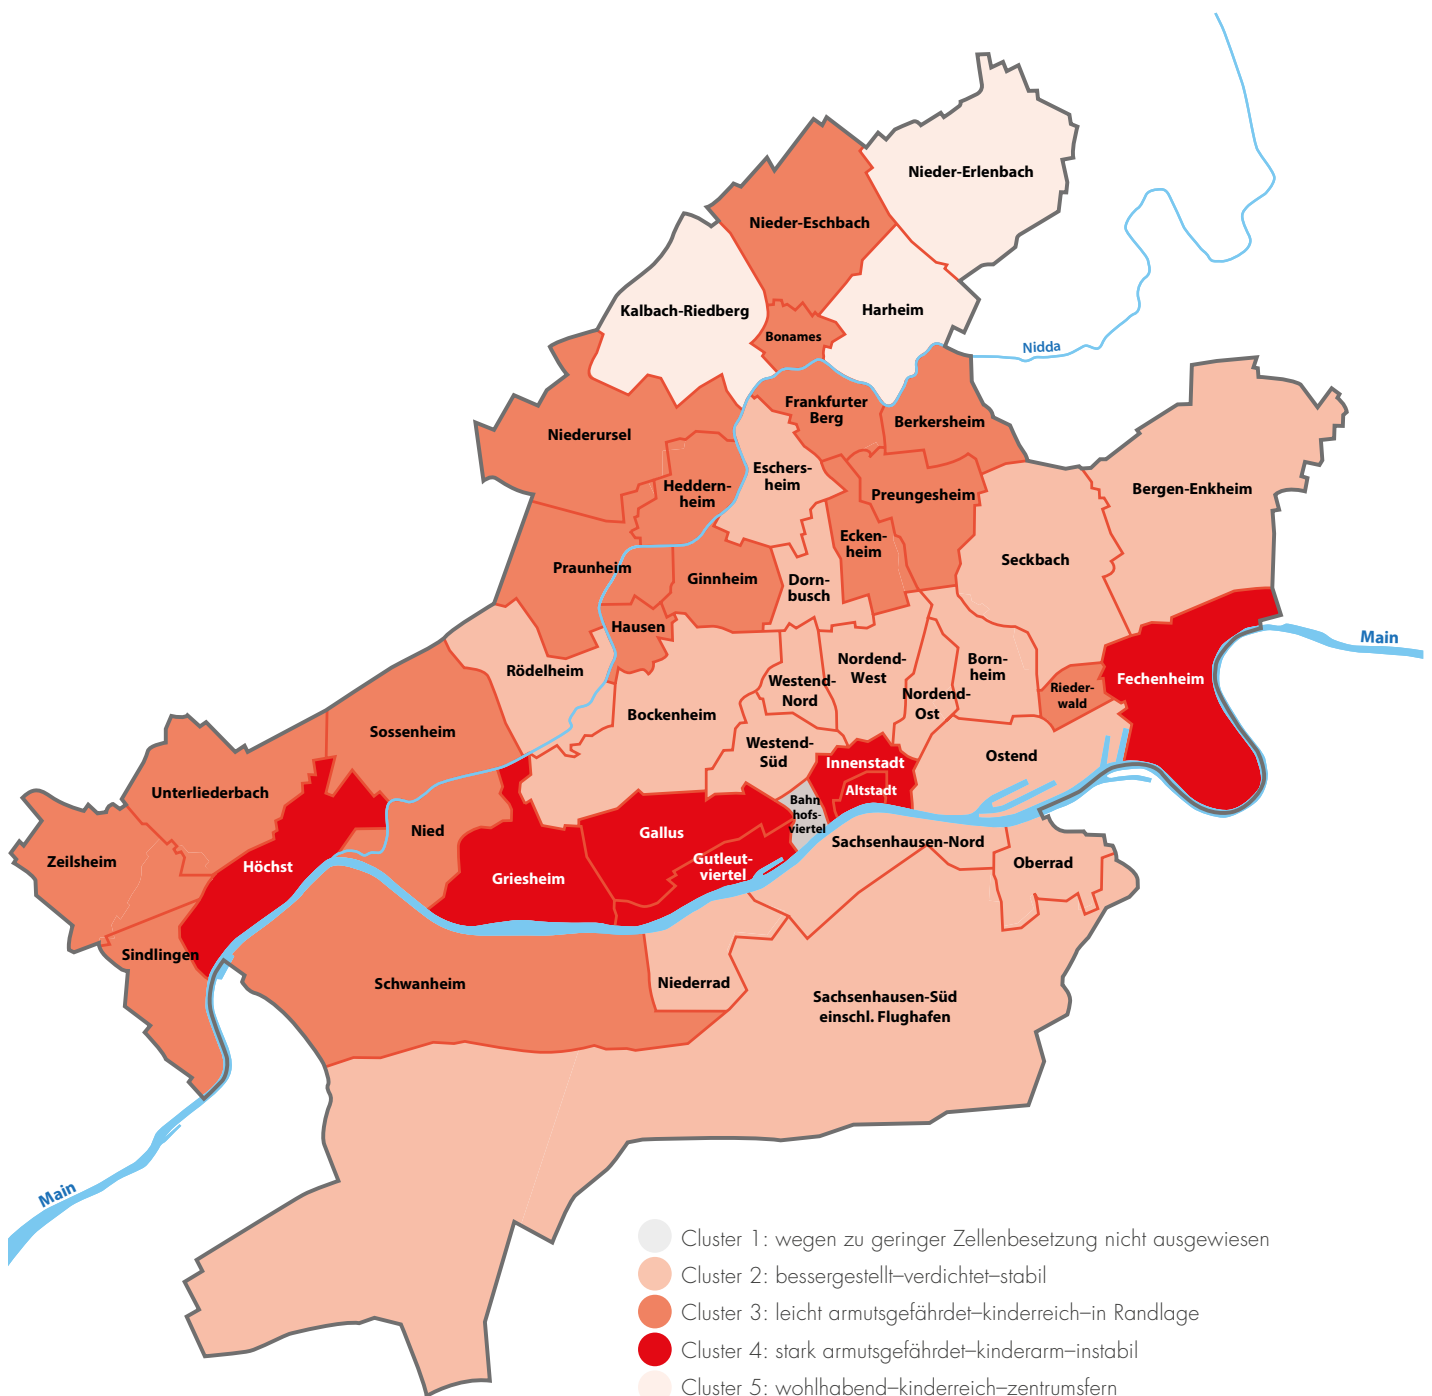 Nieder-Erlenbach
Nieder-Eschbach
Kalbach-Riedberg
Harheim
Bonames
Nidda
Frankfurter
Berg
Berkersheim
Niederursel
Eschers-
heim
Heddern-
heim
Preungesheim
Bergen-Enkheim
Ecken-
heim
Seckbach
Praunheim
Ginnheim
Dorn-
busch
Hausen
Main
Rödelheim
Nordend-
West
Born-
heim
Westend-
Nord
Nordend-
Ost
Rieder-
wald
Fechenheim
Bockenheim
Sossenheim
Westend-
Süd
Innenstadt
Ostend
Altstadt
Unterliederbach
Bahn
hofs-
viertel
Nied
Gallus
Sachsenhausen-Nord
Zeilsheim
Höchst
Gutleut-
viertel
Oberrad
Griesheim
Sindlingen
Schwanheim
Niederrad
Sachsenhausen-Süd
einschl. Flughafen
Main
Cluster 1: wegen zu geringer Zellenbesetzung nicht ausgewiesen
Cluster 2: bessergestellt–verdichtet–stabil
Cluster 3: leicht armutsgefährdet–kinderreich–in Randlage
Cluster 4: stark armutsgefährdet–kinderarm–instabil
Cluster 5: wohlhabend–kinderreich–zentrumsfern